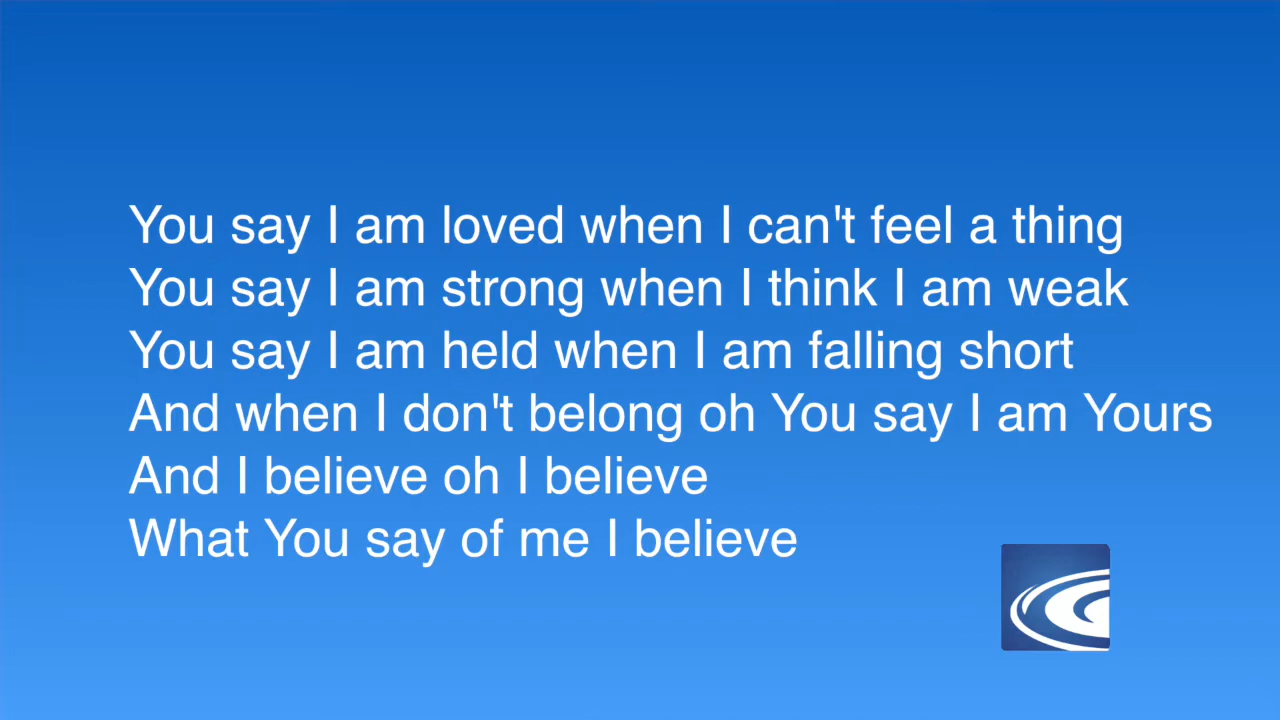 You say I am loved when I can't feel a thing
You say I am strong when I think I am weak
You say I am held when I am falling short
And when I don't belong oh You say I am Yours
And I believe oh I believe
What You say of me I believe